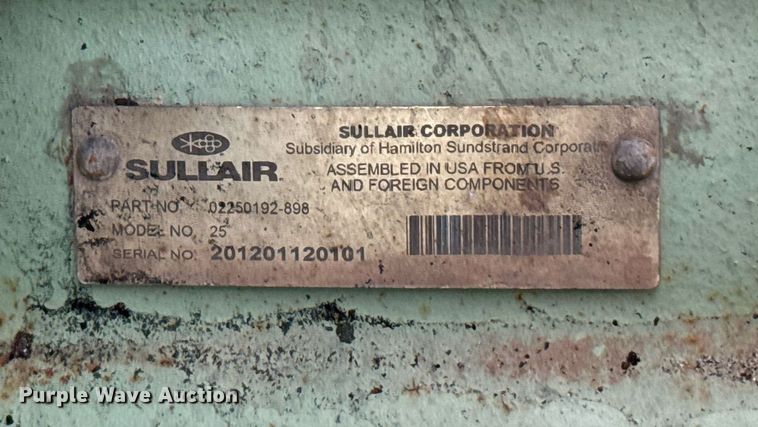 SULLAIR
SULLAIR CORPORATION
Subsidiary of Hamilton Sundstrand
ASSEMBLED IN USA FROM U.S.
AND FOREIGN COMPONENTS
PART NO. 02250192-898
MODEL NO. 25
SERIAL NO. 201201120101
Purple Wave Auction